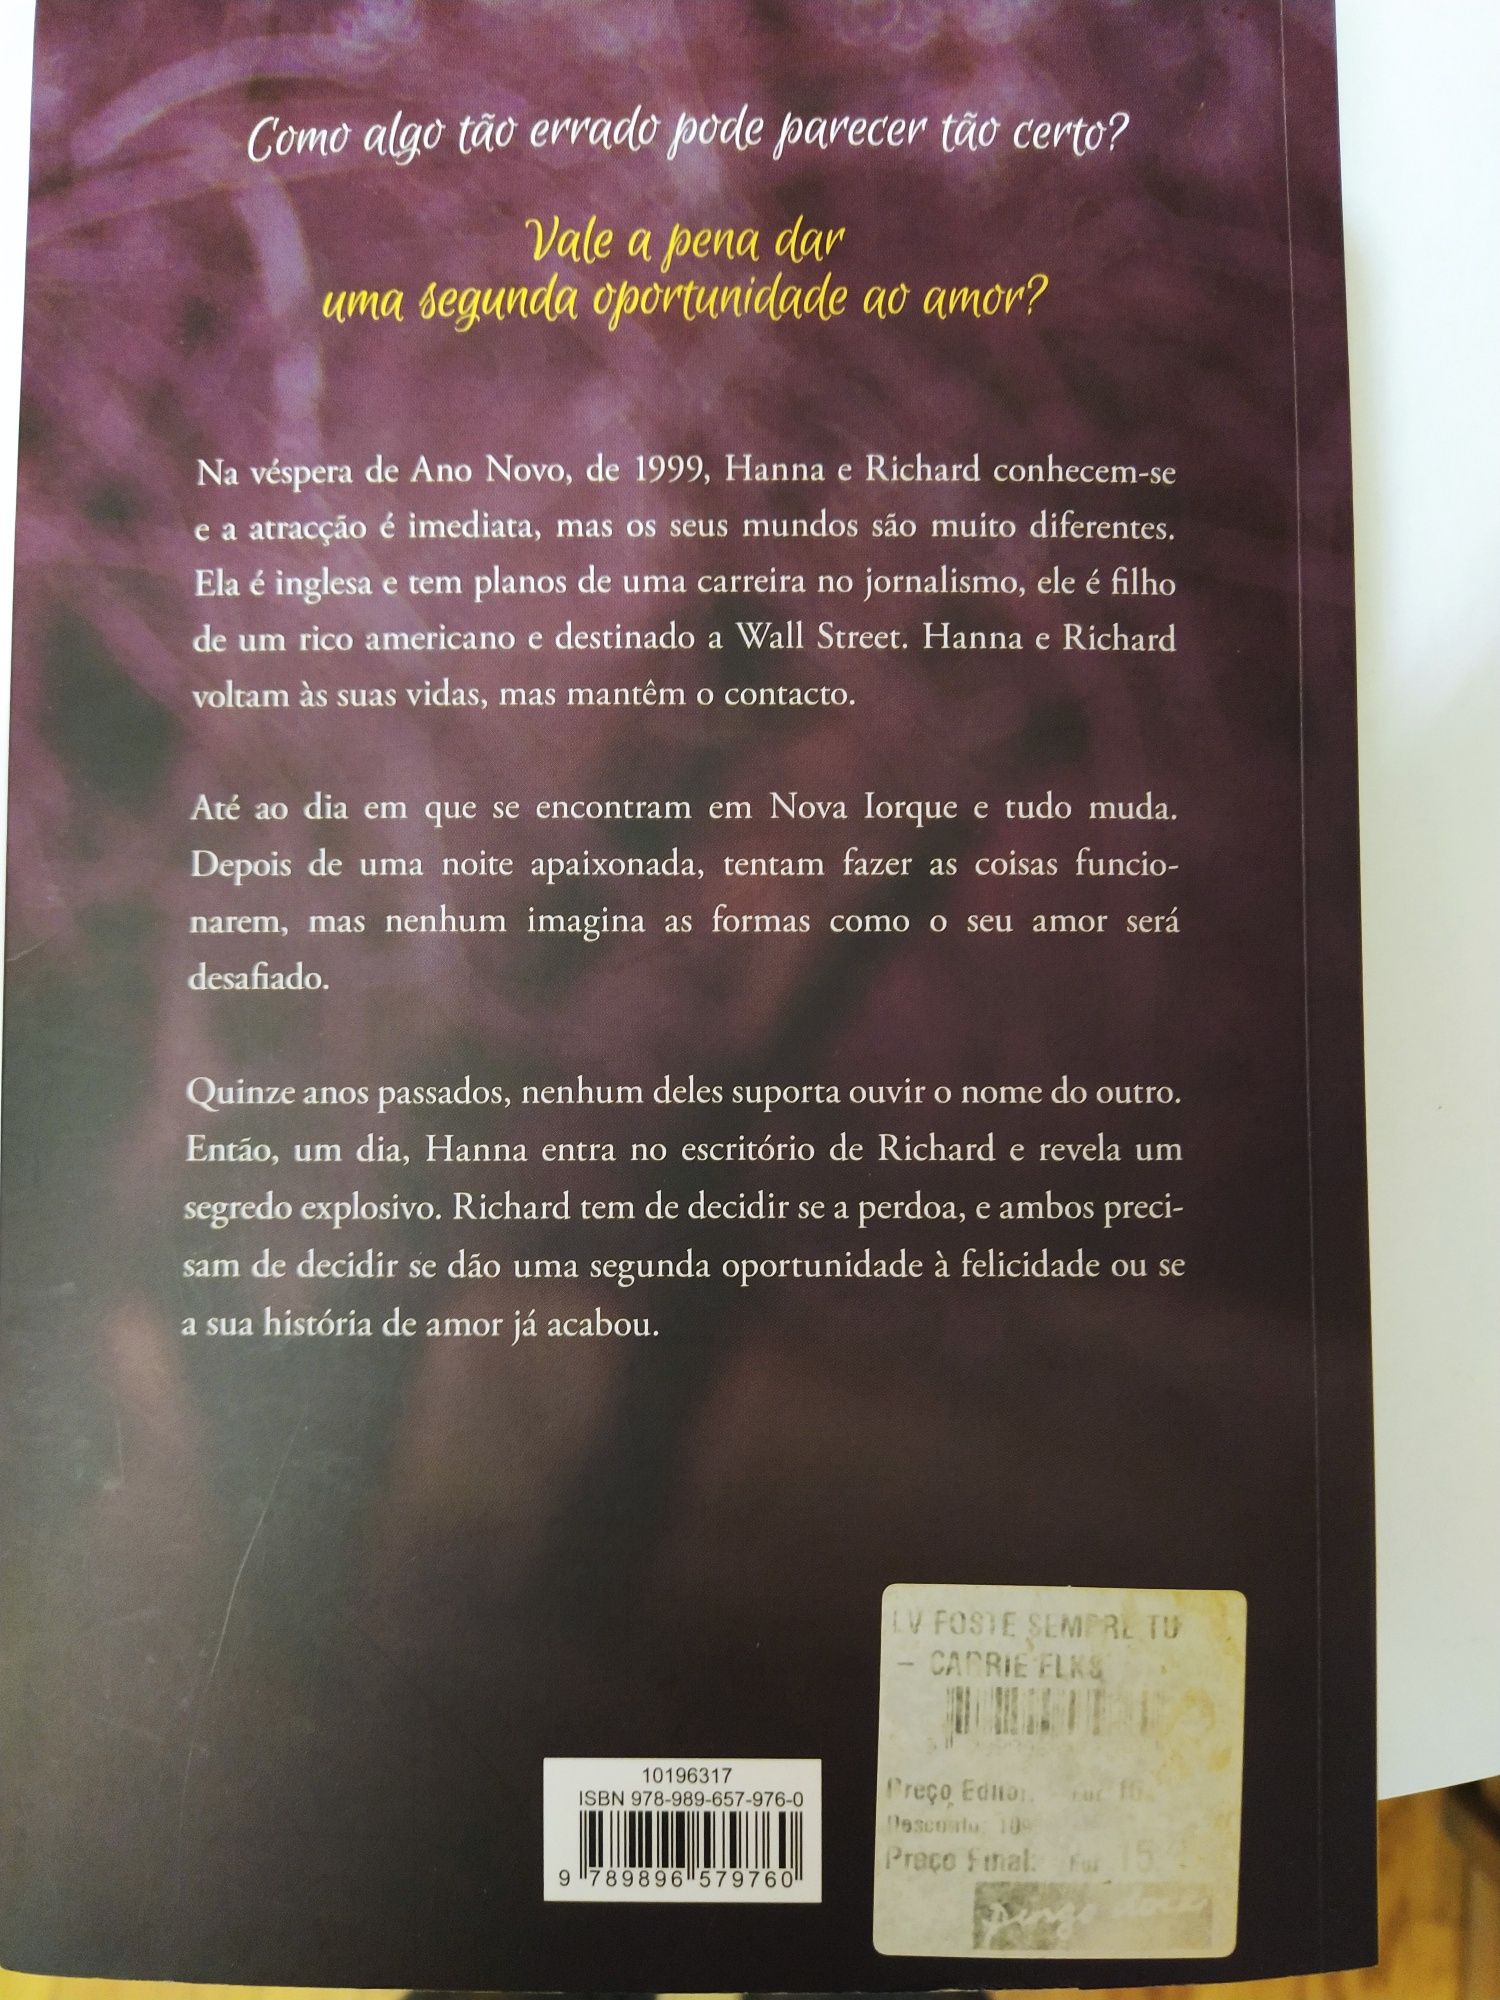 Como algo tão errado pode parecer tão certo?
Vale a pena dar
uma segunda oportunidade ao amor?
Na véspera de Ano Novo, de 1999, Hanna e Richard conhecem-se
e a atracção é imediata, mas os seus mundos são muito diferentes.
Ela é inglesa e tem planos de uma carreira no jornalismo, ele é filho
de um rico americano e destinado a Wall Street. Hanna e Richard
voltam às suas vidas, mas mantêm o contacto.
Até ao dia em que se encontram em Nova Iorque e tudo muda.
Depois de uma noite apaixonada, tentam fazer as coisas funcio-
narem, mas nenhum imagina as formas como o seu amor será
desafiado.
Quinze anos passados, nenhum deles suporta ouvir o nome do outro.
Então, um dia, Hanna entra no escritório de Richard e revela um
segredo explosivo. Richard tem de decidir se a perdoa, e ambos preci-
sam de decidir se dão uma segunda oportunidade à felicidade ou se
a sua história de amor já acabou.
LV FOSTE SEMPRE TU
- CARRIE ELKS
Preço Editor:
Desconto: 10%
Preço Final: Eur 15
Pingo doce
10196317
ISBN 978-989-657-976-0
9 789896 579760